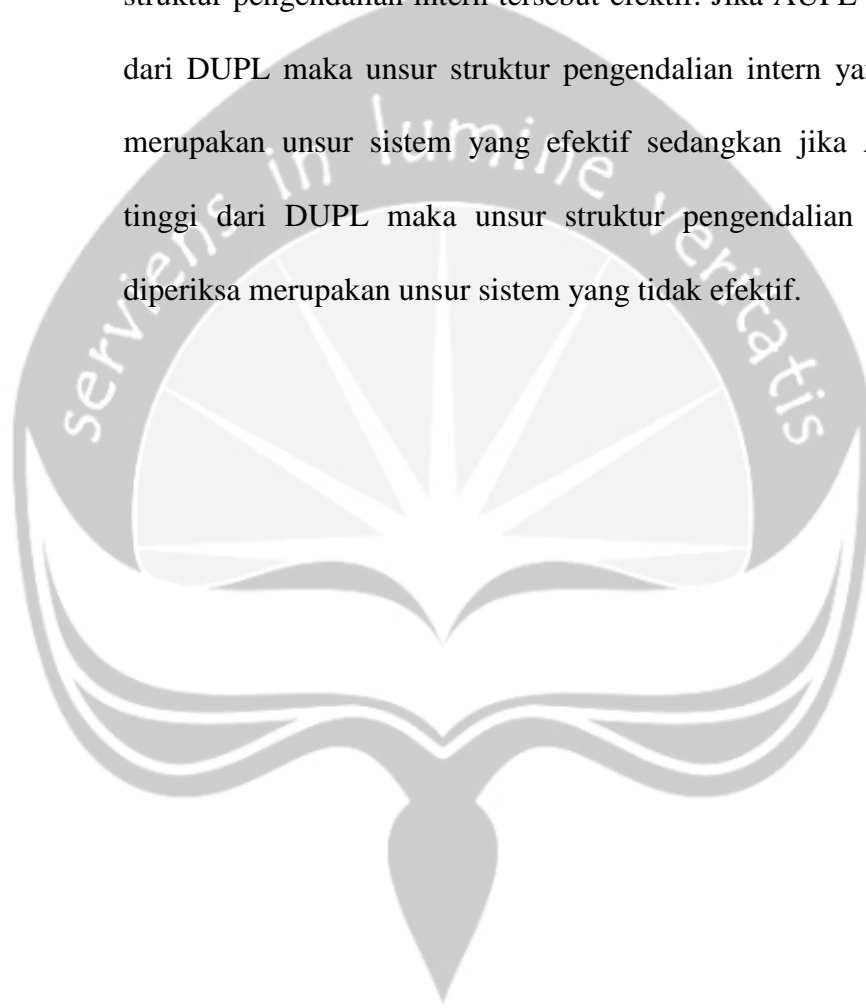 struktur pengendalian intern tersebut efektif. Jika AUPL
dari DUPL maka unsur struktur pengendalian intern
merupakan unsur sistem yang efektif sedangkan jika
tinggi dari DUPL maka unsur struktur pengendalian
diperiksa merupakan unsur sistem yang tidak efektif.
serviens in lumine veritatis